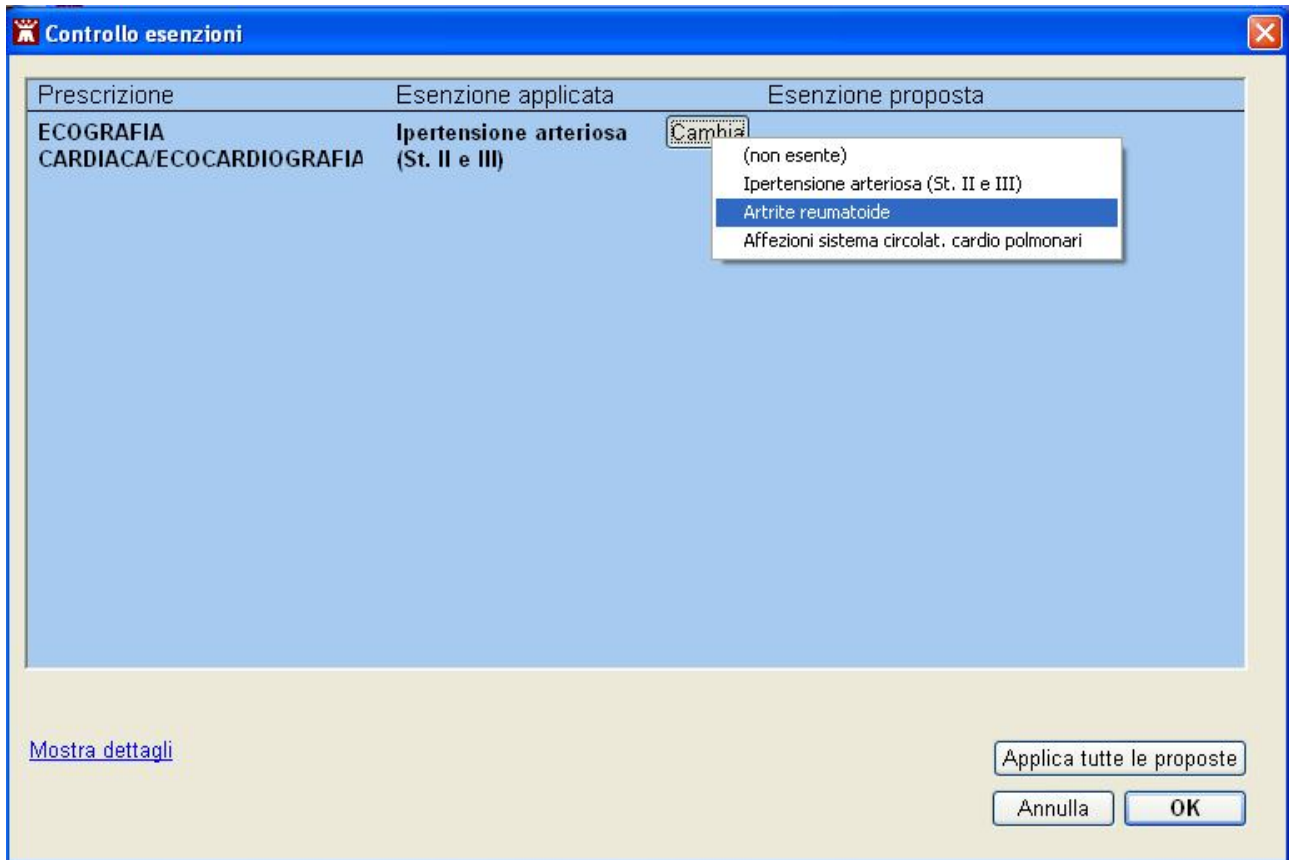 Controllo esenzioni
Prescrizione Esenzione applicata Esenzione proposta
ECOGRAFIA Ipertensione arteriosa Cambia
CARDIACA/ECOCARDIOGRAFIA (St. II e III)
(non esente)
Ipertensione arteriosa (St. II e III)
Artrite reumatoide
Affezioni sistema circolat. cardio polmonari
Mostra dettagli
Applica tutte le proposte
Annulla OK